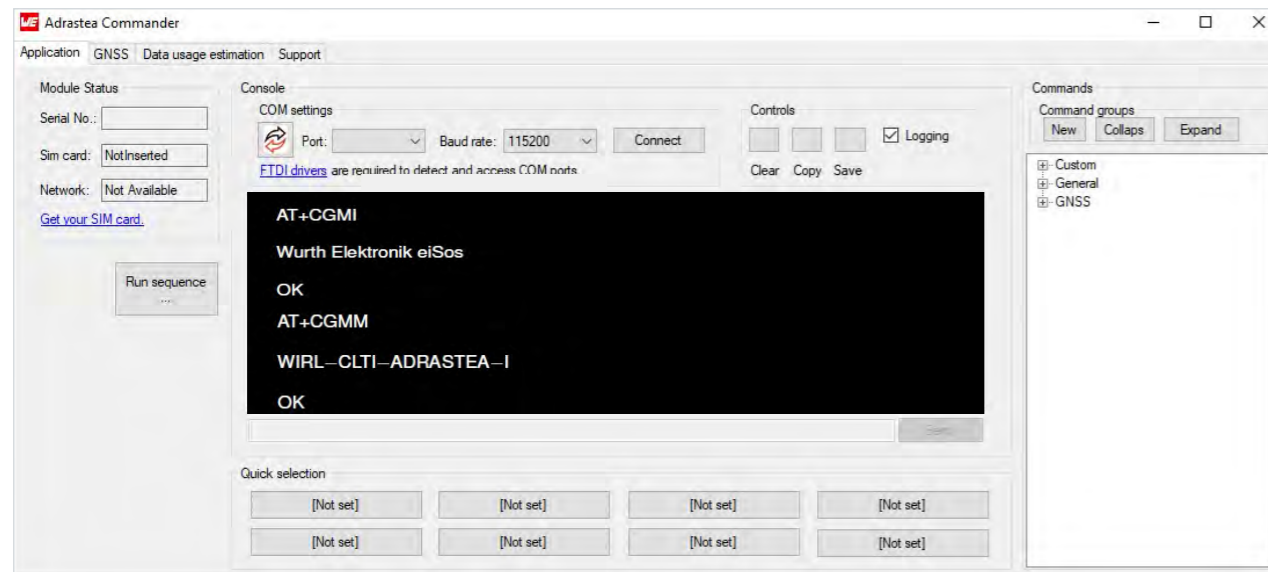 WE Adrastea Commander
Application GNSS Data usage estimation Support
Module Status
Serial No.:
Sim card: NotInserted
Network: Not Available
Get your SIM card.
Run sequence
...
Console
COM settings
Port: Baud rate: 115200 Connect
FTDI drivers are required to detect and access COM ports
Controls
Logging
Clear Copy Save
AT+CGMI
Wurth Elektronik eiSos
OK
AT+CGMM
WIRL–CLTI–ADRASTEA–I
OK
Quick selection
[Not set] [Not set] [Not set] [Not set]
[Not set] [Not set] [Not set] [Not set]
Commands
Command groups
New Collaps Expand
Custom
General
GNSS